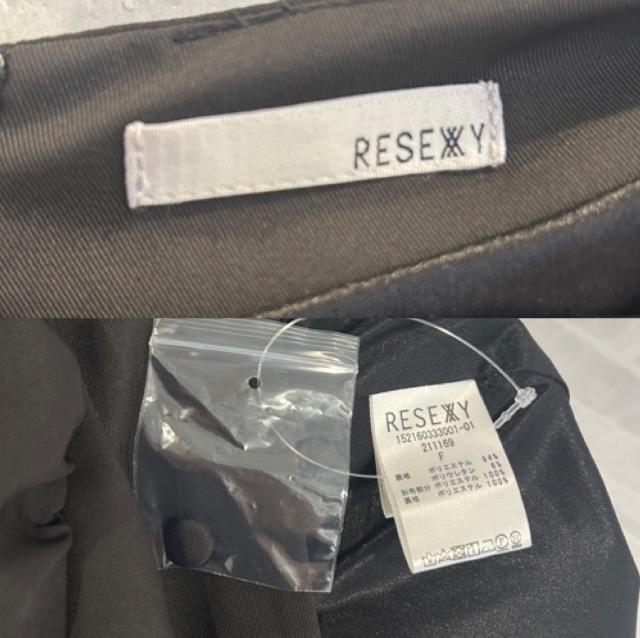 RESEXXY
RESEXXY
152160333001-01
211169
F
表地 ポリエステル 94%
ポリウレタン 6%
別布部分 ポリエステル 100%
裏地 ポリエステル 100%